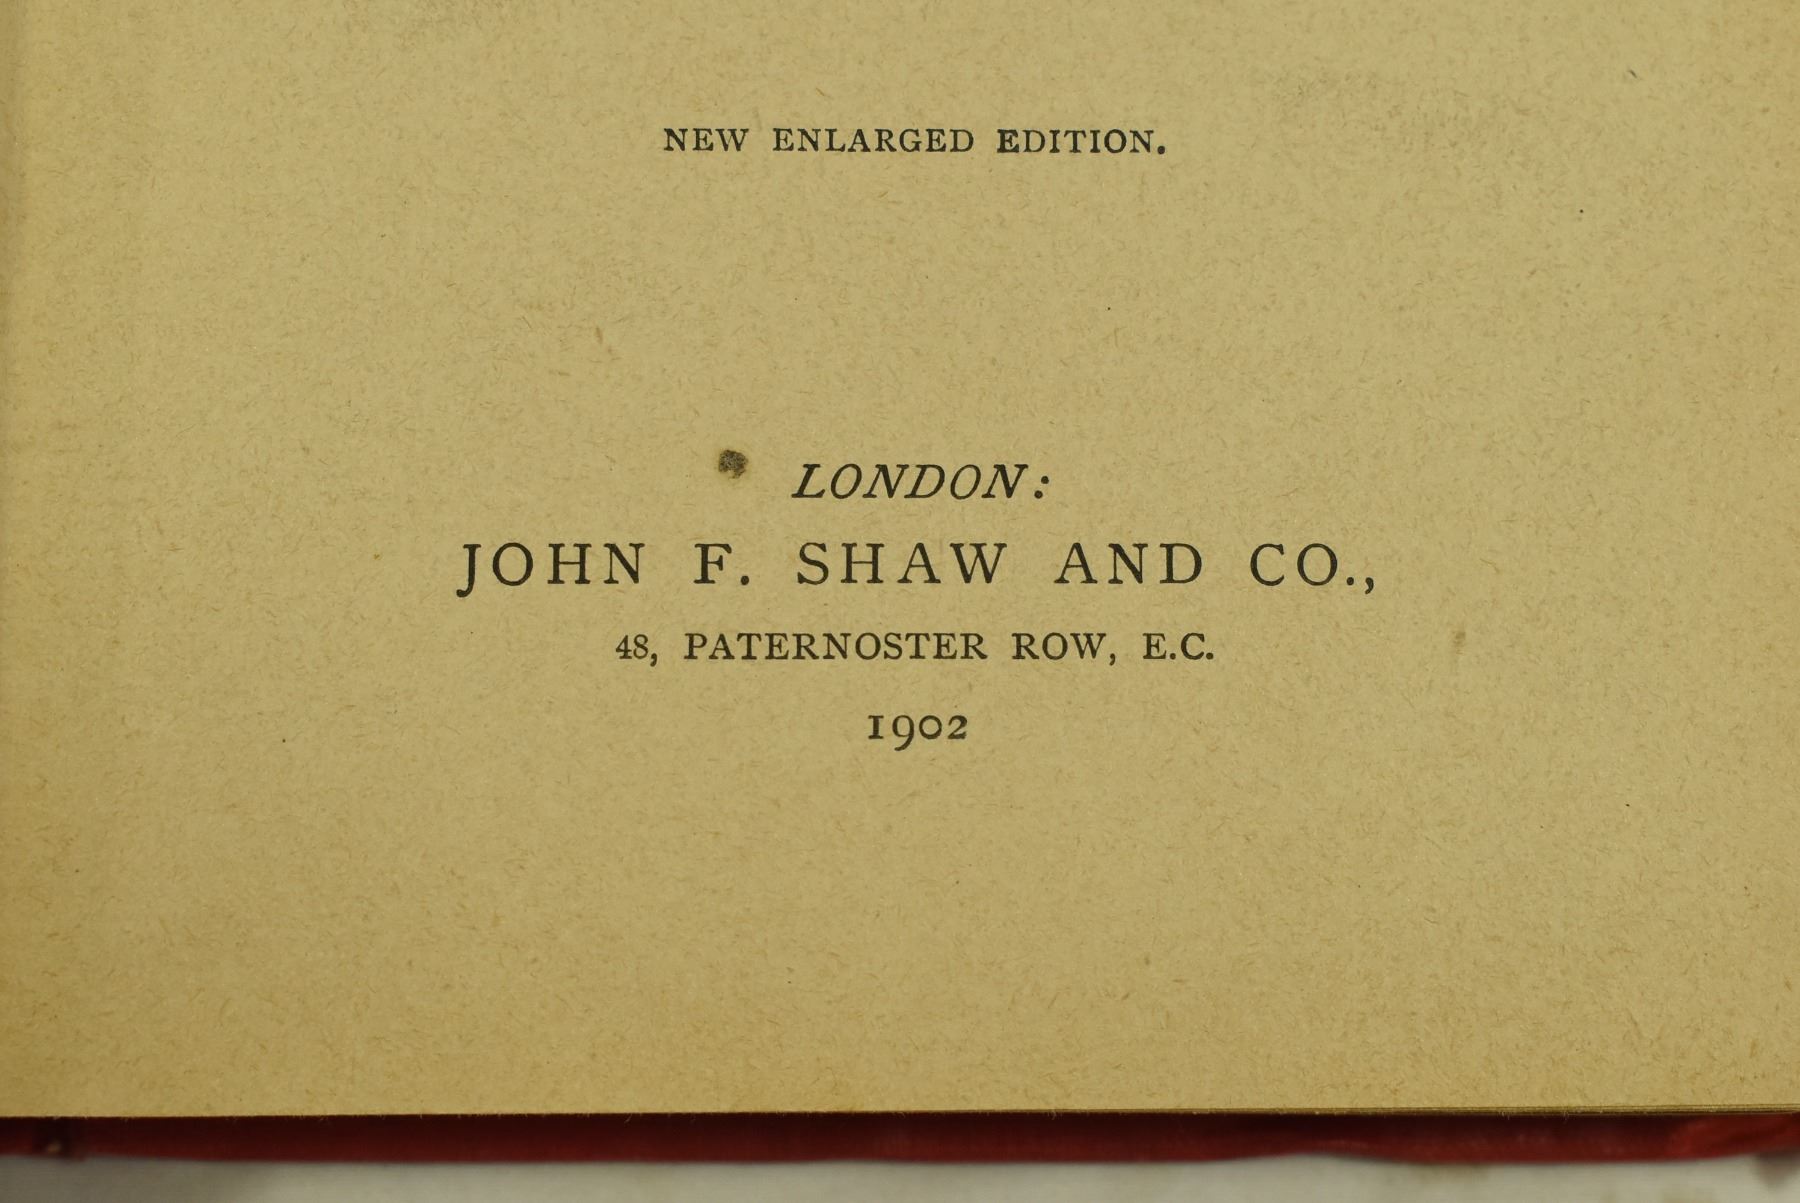 NEW ENLARGED EDITION.
LONDON:
JOHN F. SHAW AND CO.,
48, PATERNOSTER ROW, E.C.
1902